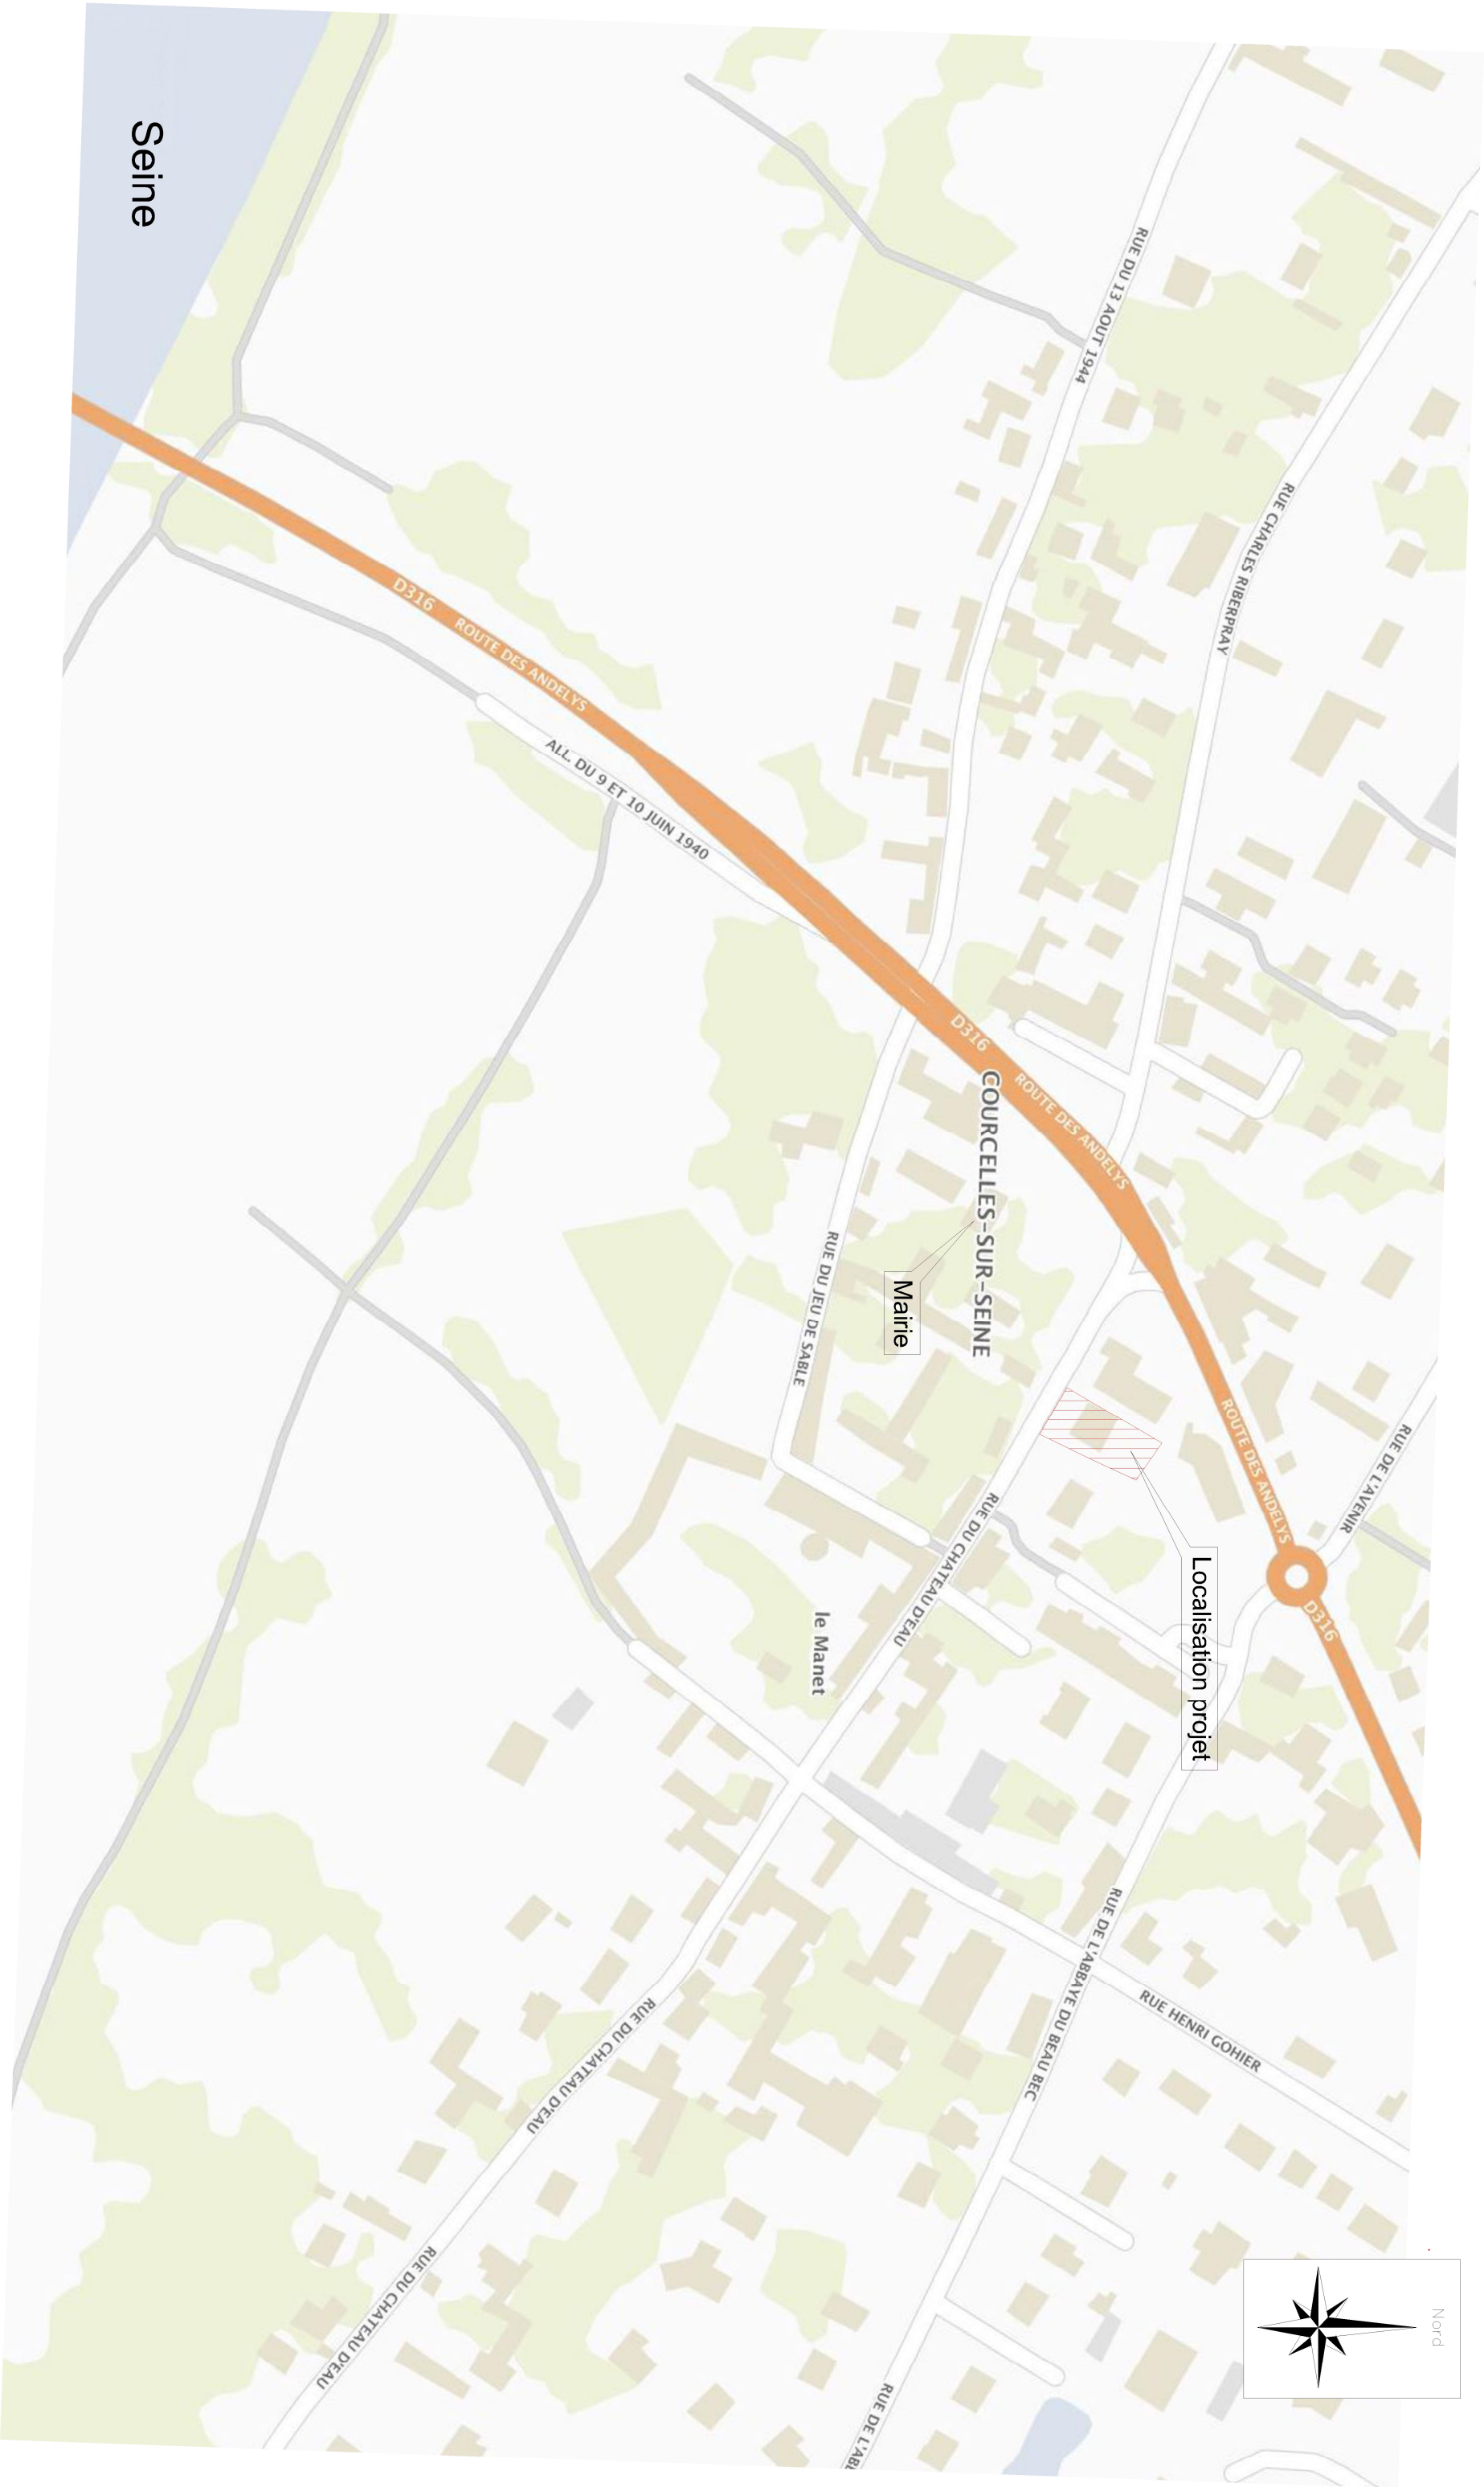 Seine
RUE DU 13 AOUT 1944
RUE CHARLES RIBERPRAY
D316
ROUTE DES ANDELYS
ALL. DU 9 ET 10 JUIN 1940
D316
ROUTE DES ANDELYS
COURCELLES-SUR-SEINE
Mairie
RUE DU JEU DE SABLE
ROUTE DES ANDELYS
RUE DE L'AVENIR
D316
RUE DU CHATEAU D'EAU
Localisation projet
le Manet
RUE DE L'ABBAYE DU BEAU BEC
RUE HENRI GOHIER
RUE DU CHATEAU D'EAU
RUE DU CHATEAU D'EAU
RUE DE L'ABB
Nord